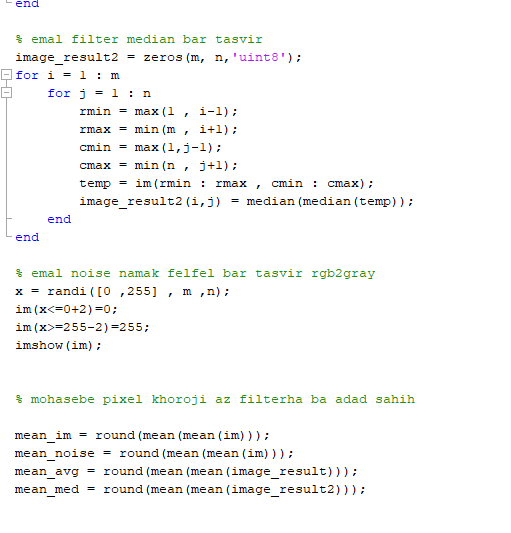 end
% emal filter median bar tasvir
image_result2 = zeros(m, n,'uint8');
for i = 1 : m
for j = 1 : n
rmin = max(1 , i-1);
rmax = min(m , i+1);
cmin = max(1,j-1);
cmax = min(n , j+1);
temp = im(rmin : rmax , cmin : cmax);
image_result2(i,j) = median(median(temp));
end
end
% emal noise namak felfel bar tasvir rgb2gray
x = randi([0 ,255] , m ,n);
im(x<=0+2)=0;
im(x>=255-2)=255;
imshow(im);
% mohasebe pixel khoroji az filterha ba adad sahih
mean_im = round(mean(mean(im)));
mean_noise = round(mean(mean(im)));
mean_avg = round(mean(mean(image_result)));
mean_med = round(mean(mean(image_result2)));